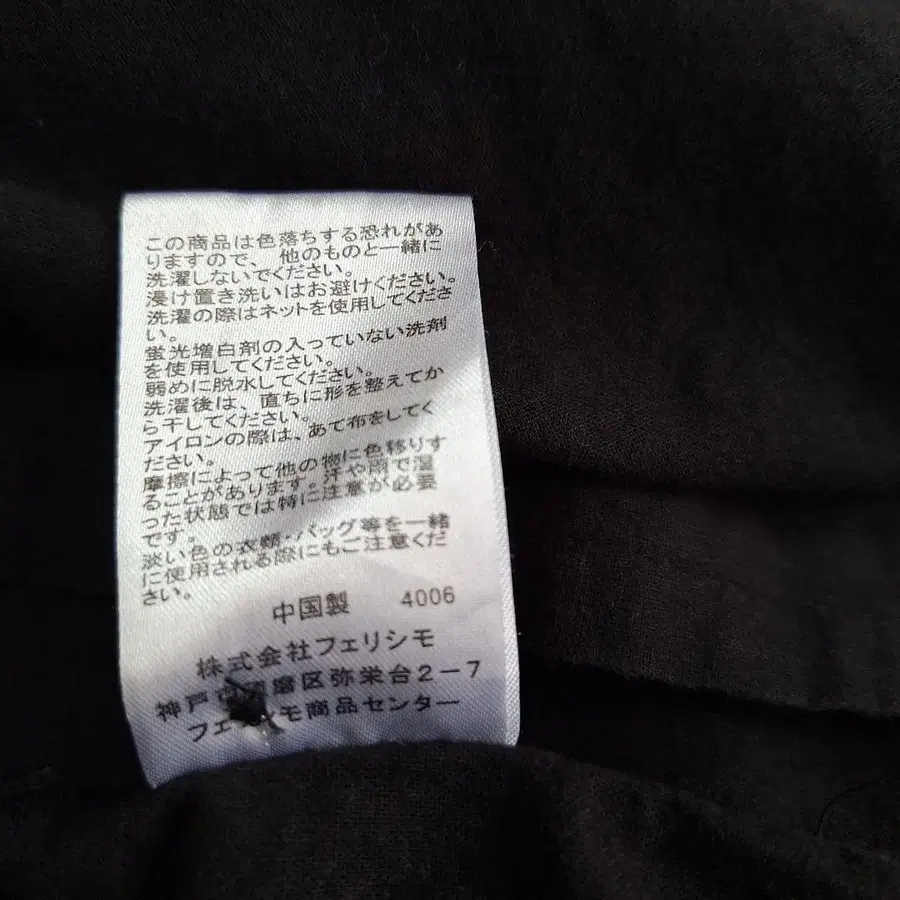 この商品は色落ちする恐れがあ
りますので、他のものと一緒に
洗濯しないでください。
浸け置き洗いはお避けください。
洗濯の際はネットを使用してくださ
い。
蛍光増白剤の入っていない洗剤
を使用してください。
弱めに脱水してください。
洗濯後は、直ちに形を整えてか
ら干してください。
アイロンの際は、あて布をしてく
ださい。
摩擦によって他の物に色移りす
ることがあります。汗や雨で湿
った状態では特に注意が必要
です。
淡い色の衣類・バッグ等を一緒
に使用される際にもご注意くだ
さい。
中国製 4006
株式会社フェリシモ
神戸市須磨区弥栄台2-7
フェリシモ商品センター